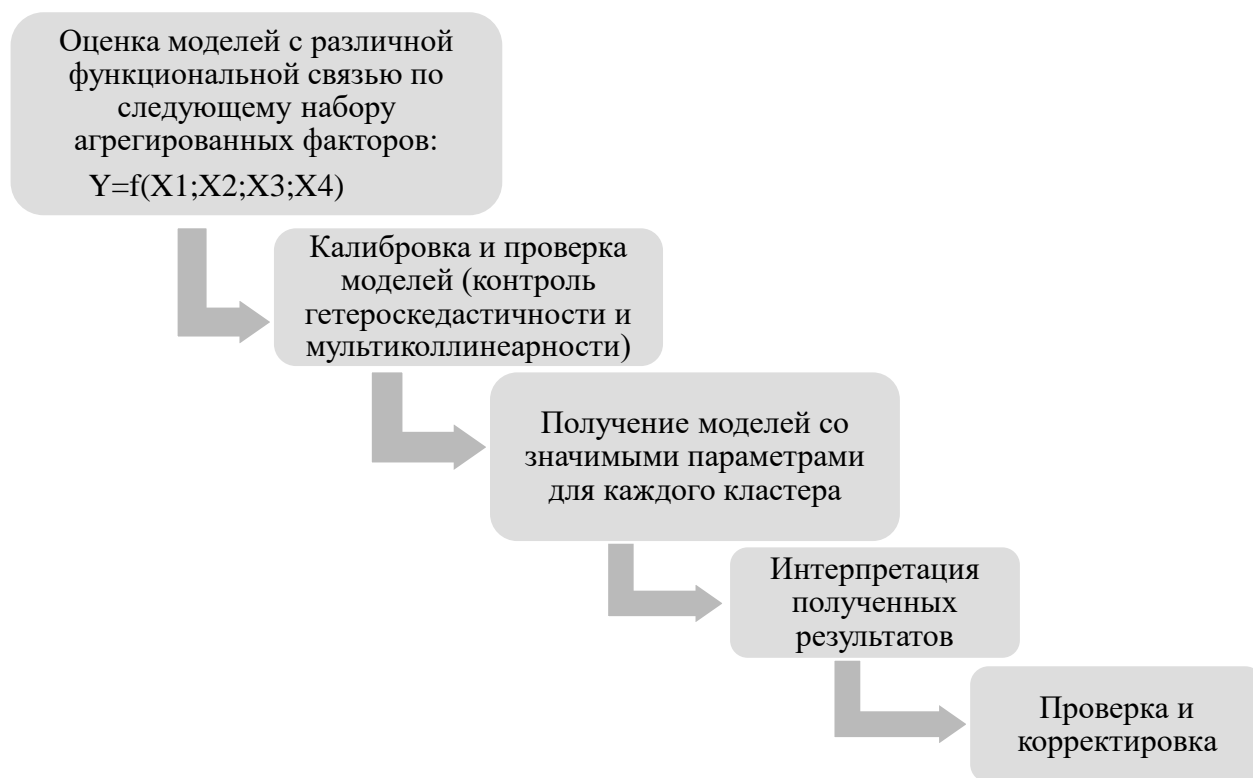 Оценка моделей с различной
функциональной связью по
следующему набору
агрегированных факторов:
Y=f(X1;X2;X3;X4)
Калибровка и проверка
моделей (контроль
гетероскедастичности и
мультиколлинеарности)
Получение моделей со
значимыми параметрами
для каждого кластера
Интерпретация
полученных
результатов
Проверка и
корректировка